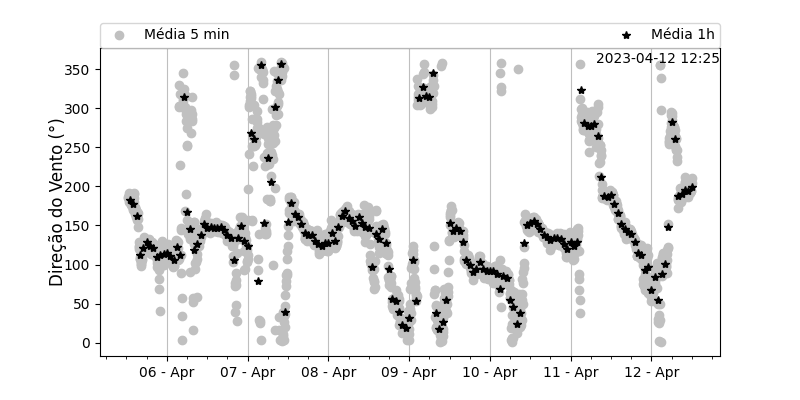 Média 5 min
Média 1h
2023-04-12 12:25
Direção do Vento (°)
350
300
250
200
150
100
50
0
06 - Apr
07 - Apr
08 - Apr
09 - Apr
10 - Apr
11 - Apr
12 - Apr